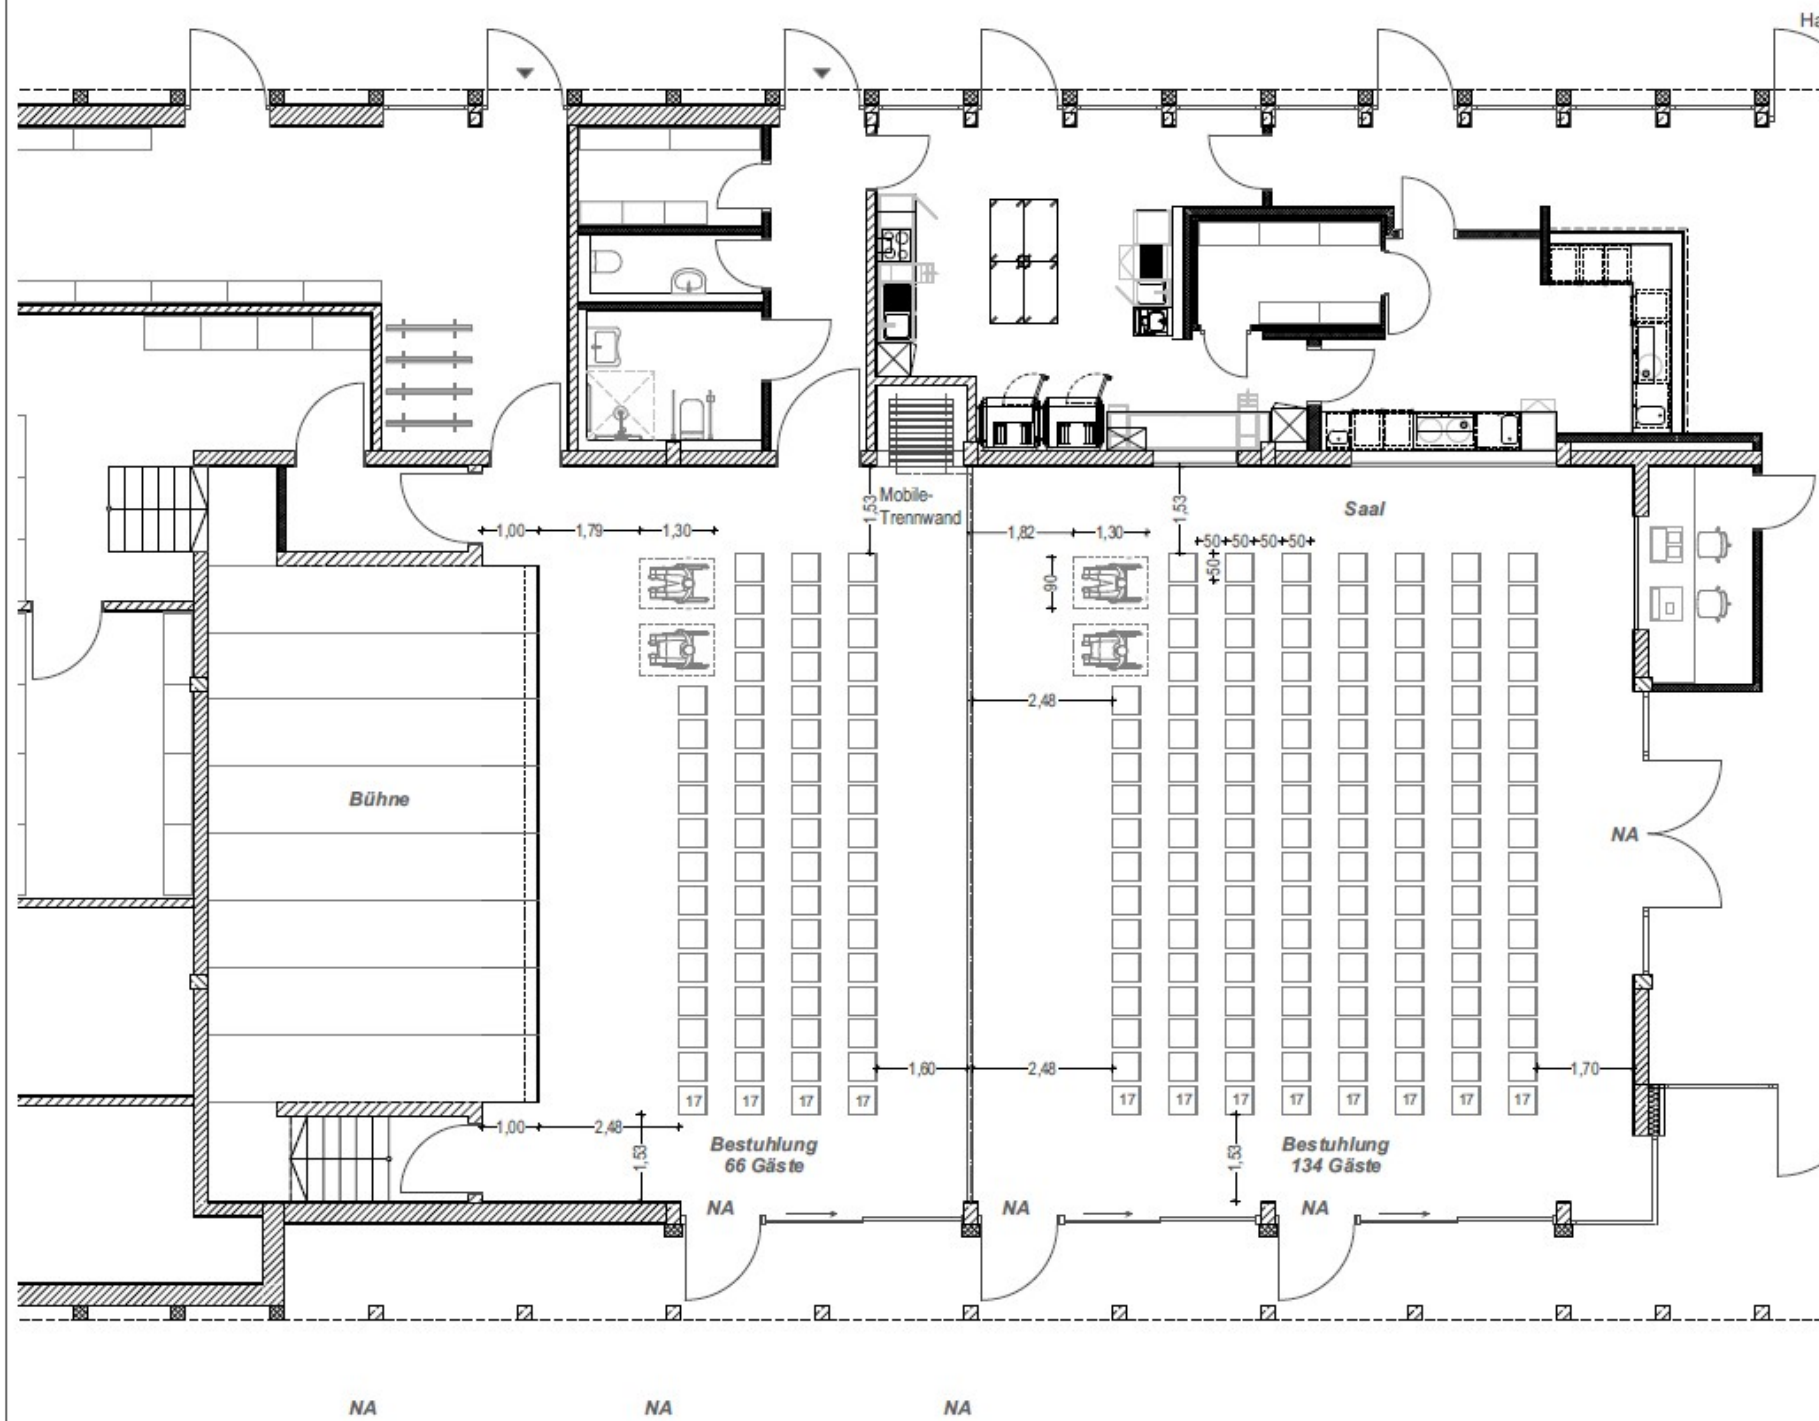 Ha
Mobile-
Trennwand
Saal
1,53
1,53
1,00
1,79
1,30
1,82
1,30
50
50
50
50
50
90
2,48
Bühne
NA
1,60
2,48
1,70
17
17
17
17
17
17
17
17
17
17
17
17
1,00
2,48
1,53
1,53
Bestuhlung
66 Gäste
Bestuhlung
134 Gäste
NA
NA
NA
NA
NA
NA